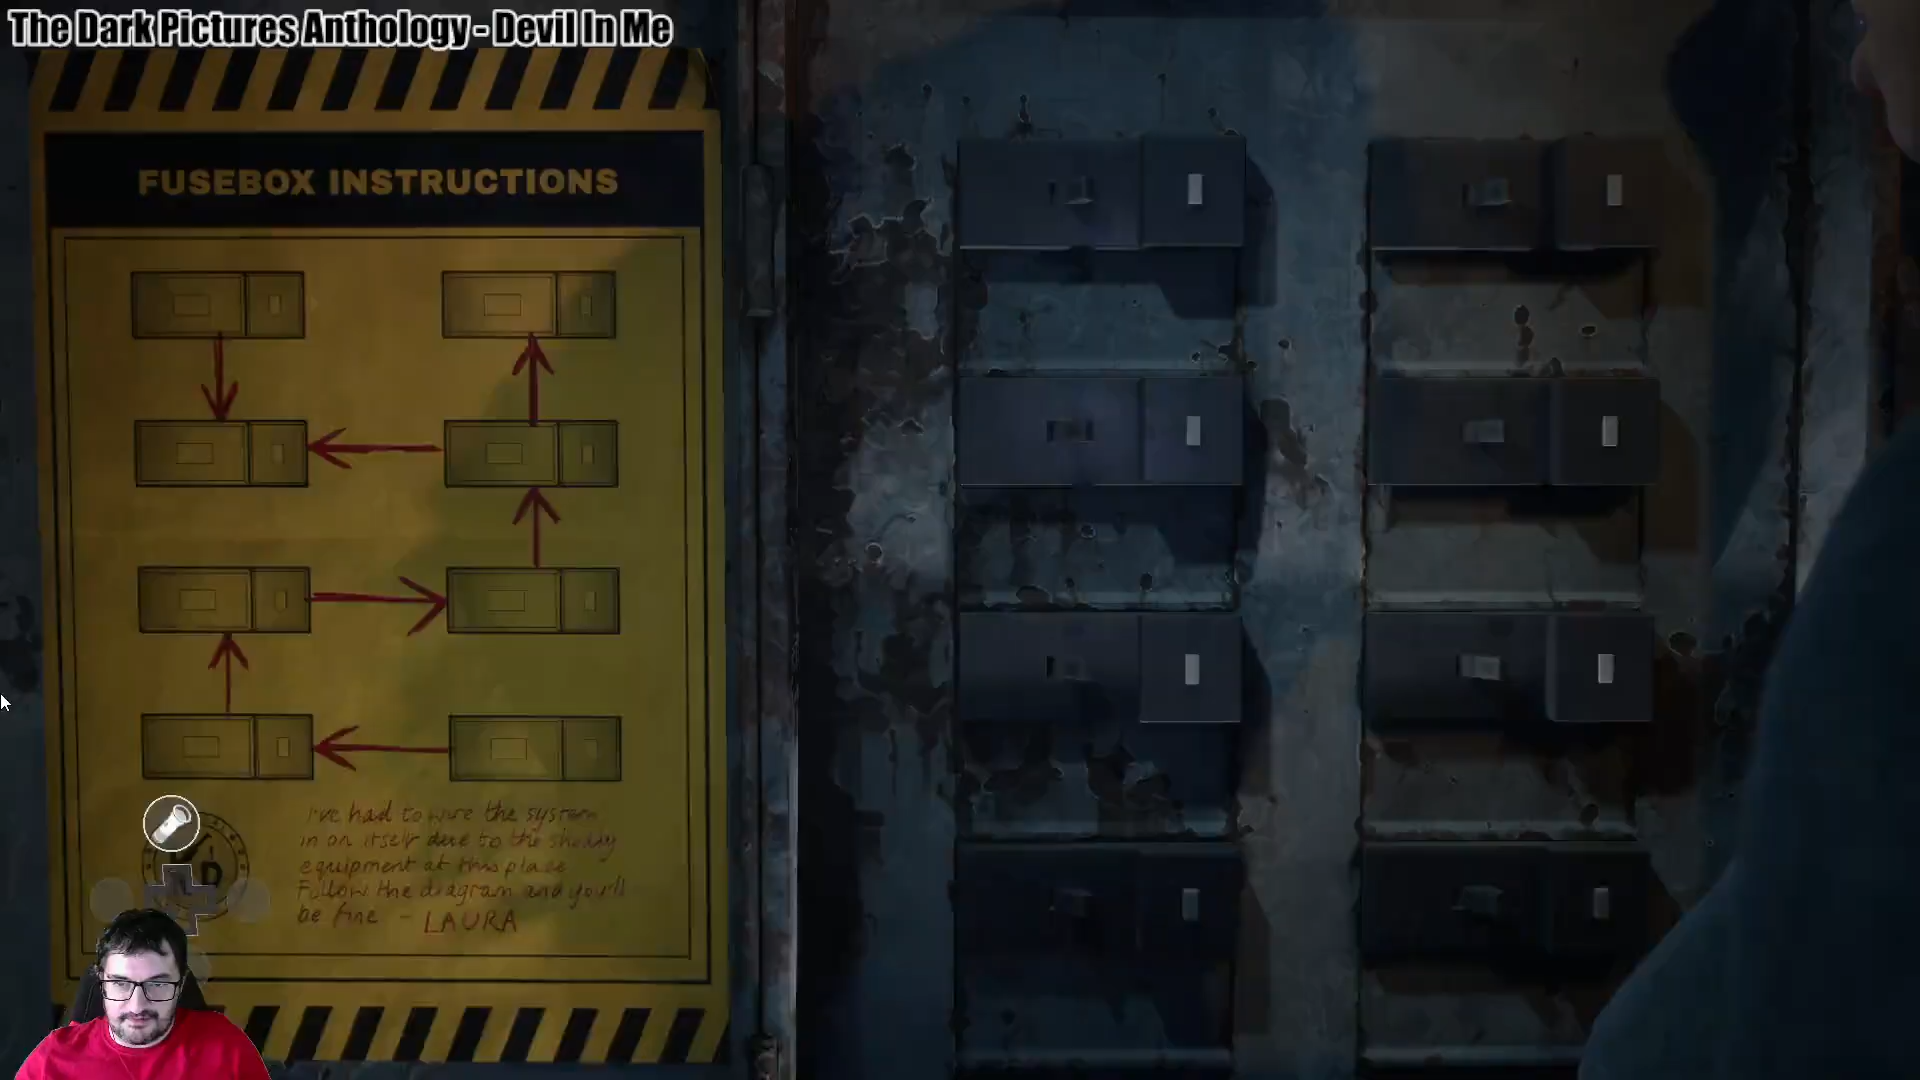 The Dark Pictures Anthology - Devil In Me
FUSEBOX INSTRUCTIONS
I've had to wire the system
in on itself due to the shoddy
equipment at this place
Follow the diagram and you'll
be fine - LAURA